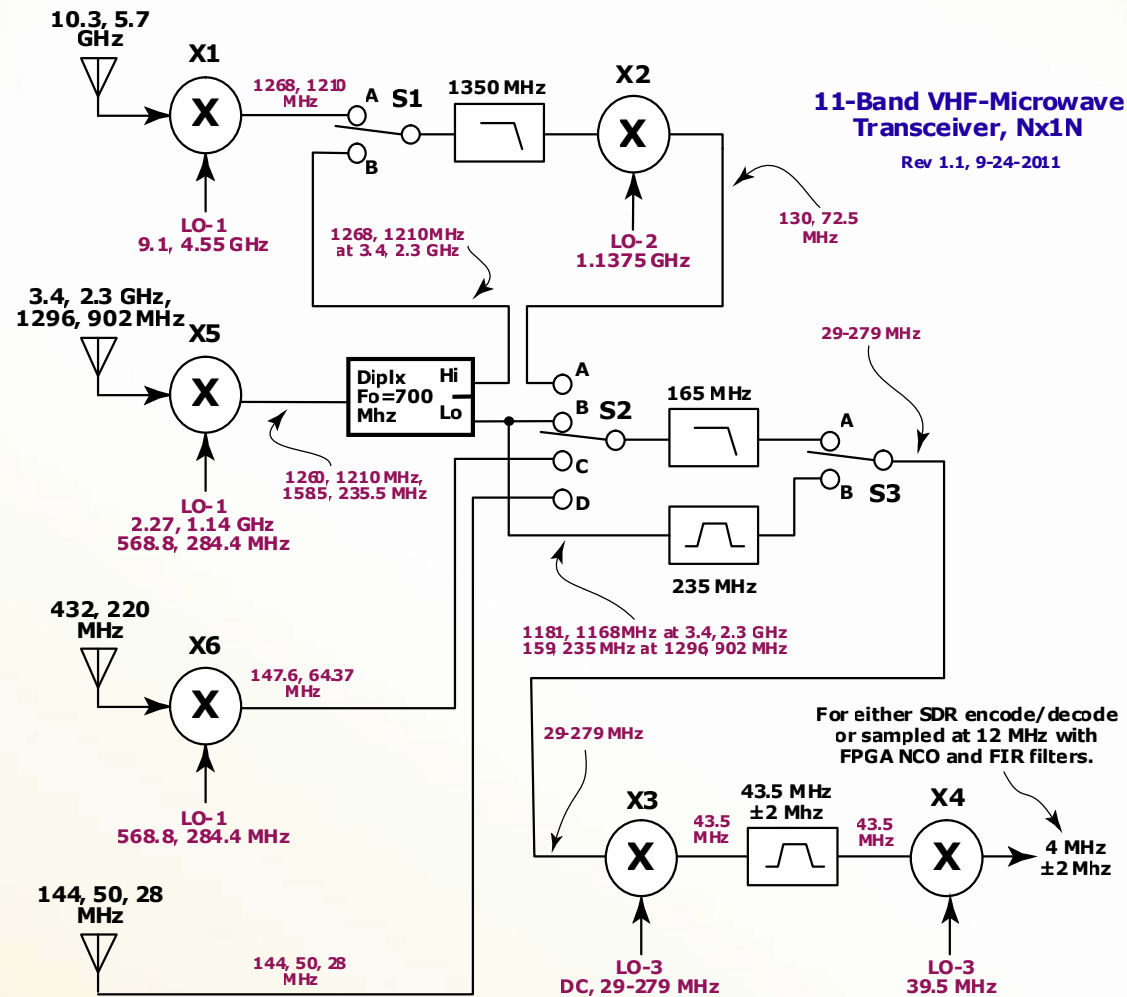 10.3, 5.7
GHz
X1
X
1268, 1210
MHz
LO-1
9.1, 4.55 GHz
A
S1
B
1350 MHz
X2
X
LO-2
1.1375 GHz
11-Band VHF-Microwave
Transceiver, Nx1N
Rev 1.1, 9-24-2011
130, 72.5
MHz
1268, 1210MHz
at 3.4, 2.3 GHz
3.4, 2.3 GHz,
1296, 902 MHz
X5
X
LO-1
2.27, 1.14 GHz
568.8, 284.4 MHz
1260, 1210 MHz,
1585, 235.5 MHz
Diplx Hi
Fo=700
Mhz Lo
A
B
S2
C
D
165 MHz
29-279 MHz
A
B
S3
235 MHz
1181, 1168MHz at 3.4, 2.3 GHz
159, 235 MHz at 1296, 902 MHz
432, 220
MHz
X6
X
147.6, 64.37
MHz
LO-1
568.8, 284.4 MHz
29-279 MHz
For either SDR encode/decode
or sampled at 12 MHz with
FPGA NCO and FIR filters.
X3
X
43.5
MHz
43.5 MHz
±2 Mhz
43.5
MHz
X4
X
4 MHz
±2 Mhz
LO-3
DC, 29-279 MHz
LO-3
39.5 MHz
144, 50, 28
MHz
144, 50, 28
MHz